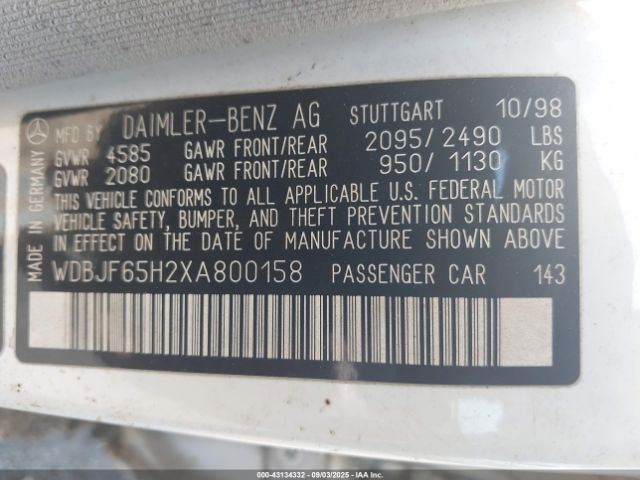 MADE IN GERMANY
MFD BY DAIMLER-BENZ AG STUTTGART 10/98
GVWR 4585 GAWR FRONT/REAR 2095/2490 LBS
GVWR 2080 GAWR FRONT/REAR 950/1130 KG
THIS VEHICLE CONFORMS TO ALL APPLICABLE U.S. FEDERAL MOTOR
VEHICLE SAFETY, BUMPER, AND THEFT PREVENTION STANDARDS
IN EFFECT ON THE DATE OF MANUFACTURE SHOWN ABOVE
WDBJF65H2XA800158 PASSENGER CAR 143
© -43134332 - 09/03/2025 - IAAI.COM